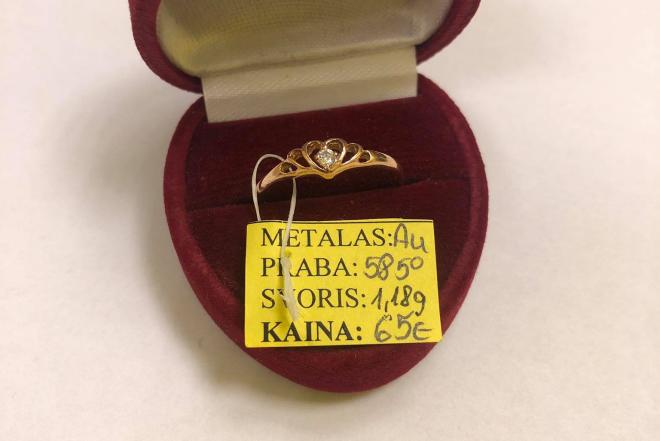 METALAS: Au
PRABA: 585°
SVORIS: 1,18g
KAINA: 65€